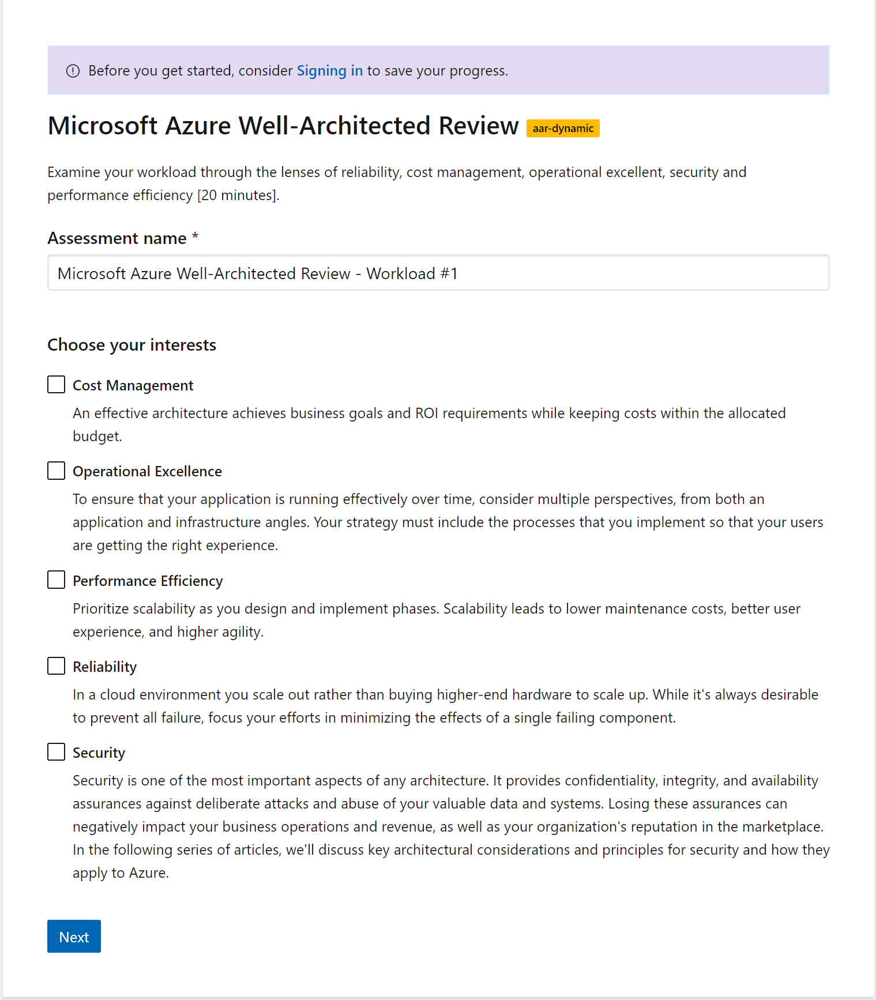 Before you get started, consider Signing in to save your progress.
Microsoft Azure Well-Architected Review aar-dynamic
Examine your workload through the lenses of reliability, cost management, operational excellent, security and
performance efficiency [20 minutes].
Assessment name *
Microsoft Azure Well-Architected Review - Workload #1
Choose your interests
Cost Management
An effective architecture achieves business goals and ROI requirements while keeping costs within the allocated
budget.
Operational Excellence
To ensure that your application is running effectively over time, consider multiple perspectives, from both an
application and infrastructure angles. Your strategy must include the processes that you implement so that your users
are getting the right experience.
Performance Efficiency
Prioritize scalability as you design and implement phases. Scalability leads to lower maintenance costs, better user
experience, and higher agility.
Reliability
In a cloud environment you scale out rather than buying higher-end hardware to scale up. While it's always desirable
to prevent all failure, focus your efforts in minimizing the effects of a single failing component.
Security
Security is one of the most important aspects of any architecture. It provides confidentiality, integrity, and availability
assurances against deliberate attacks and abuse of your valuable data and systems. Losing these assurances can
negatively impact your business operations and revenue, as well as your organization's reputation in the marketplace.
In the following series of articles, we'll discuss key architectural considerations and principles for security and how they
apply to Azure.
Next